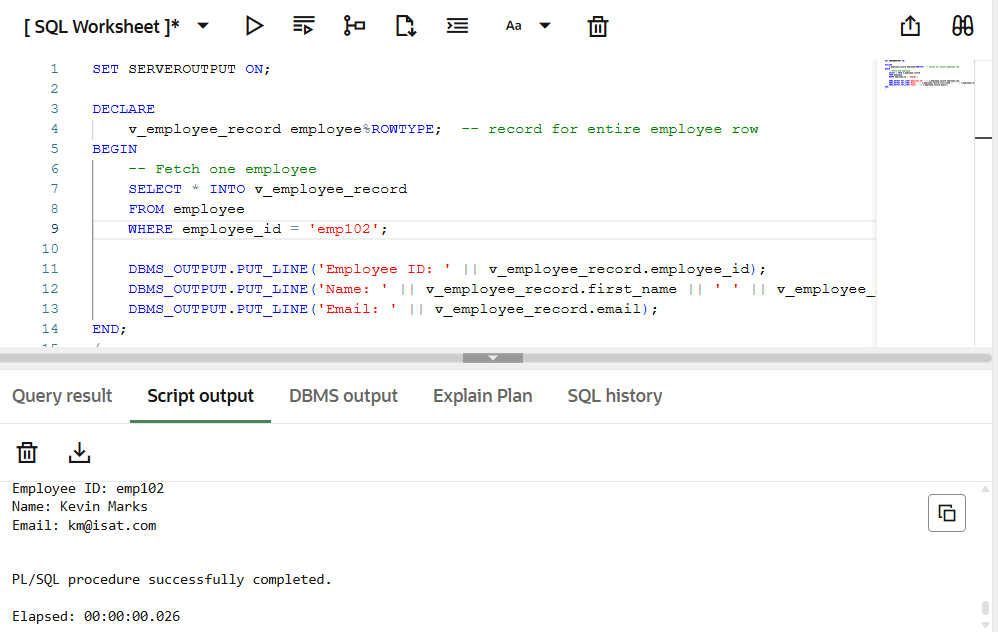 [ SQL Worksheet ]*
Aa
1 SET SERVEROUTPUT ON;
2
3 DECLARE
4 v_employee_record employee%ROWTYPE; -- record for entire employee row
5 BEGIN
6 -- Fetch one employee
7 SELECT * INTO v_employee_record
8 FROM employee
9 WHERE employee_id = 'emp102';
10
11 DBMS_OUTPUT.PUT_LINE('Employee ID: ' || v_employee_record.employee_id);
12 DBMS_OUTPUT.PUT_LINE('Name: ' || v_employee_record.first_name || ' ' || v_employee_
13 DBMS_OUTPUT.PUT_LINE('Email: ' || v_employee_record.email);
14 END;
15 /
Query result Script output DBMS output Explain Plan SQL history
Employee ID: emp102
Name: Kevin Marks
Email: km@isat.com
PL/SQL procedure successfully completed.
Elapsed: 00:00:00.026